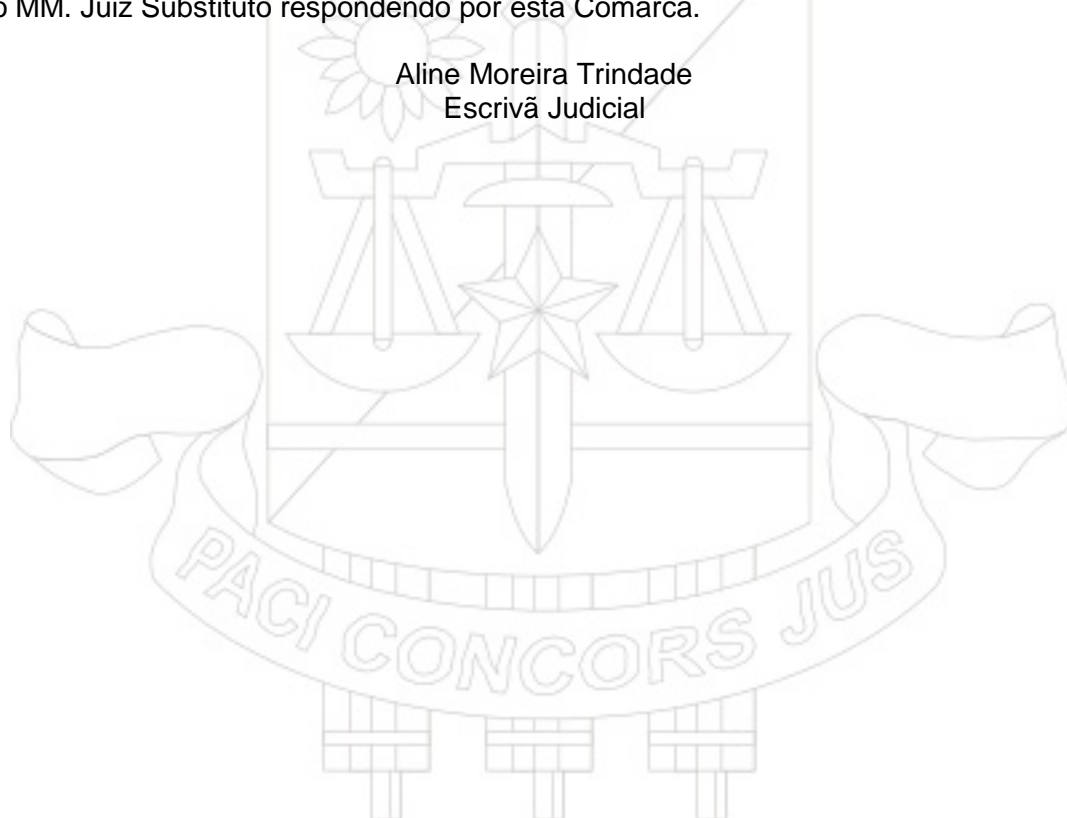 o MM. Juiz Substituto respondendo por esta Comarca.
Aline Moreira Trindade
Escrivã Judicial
PACI CONCORS JUS